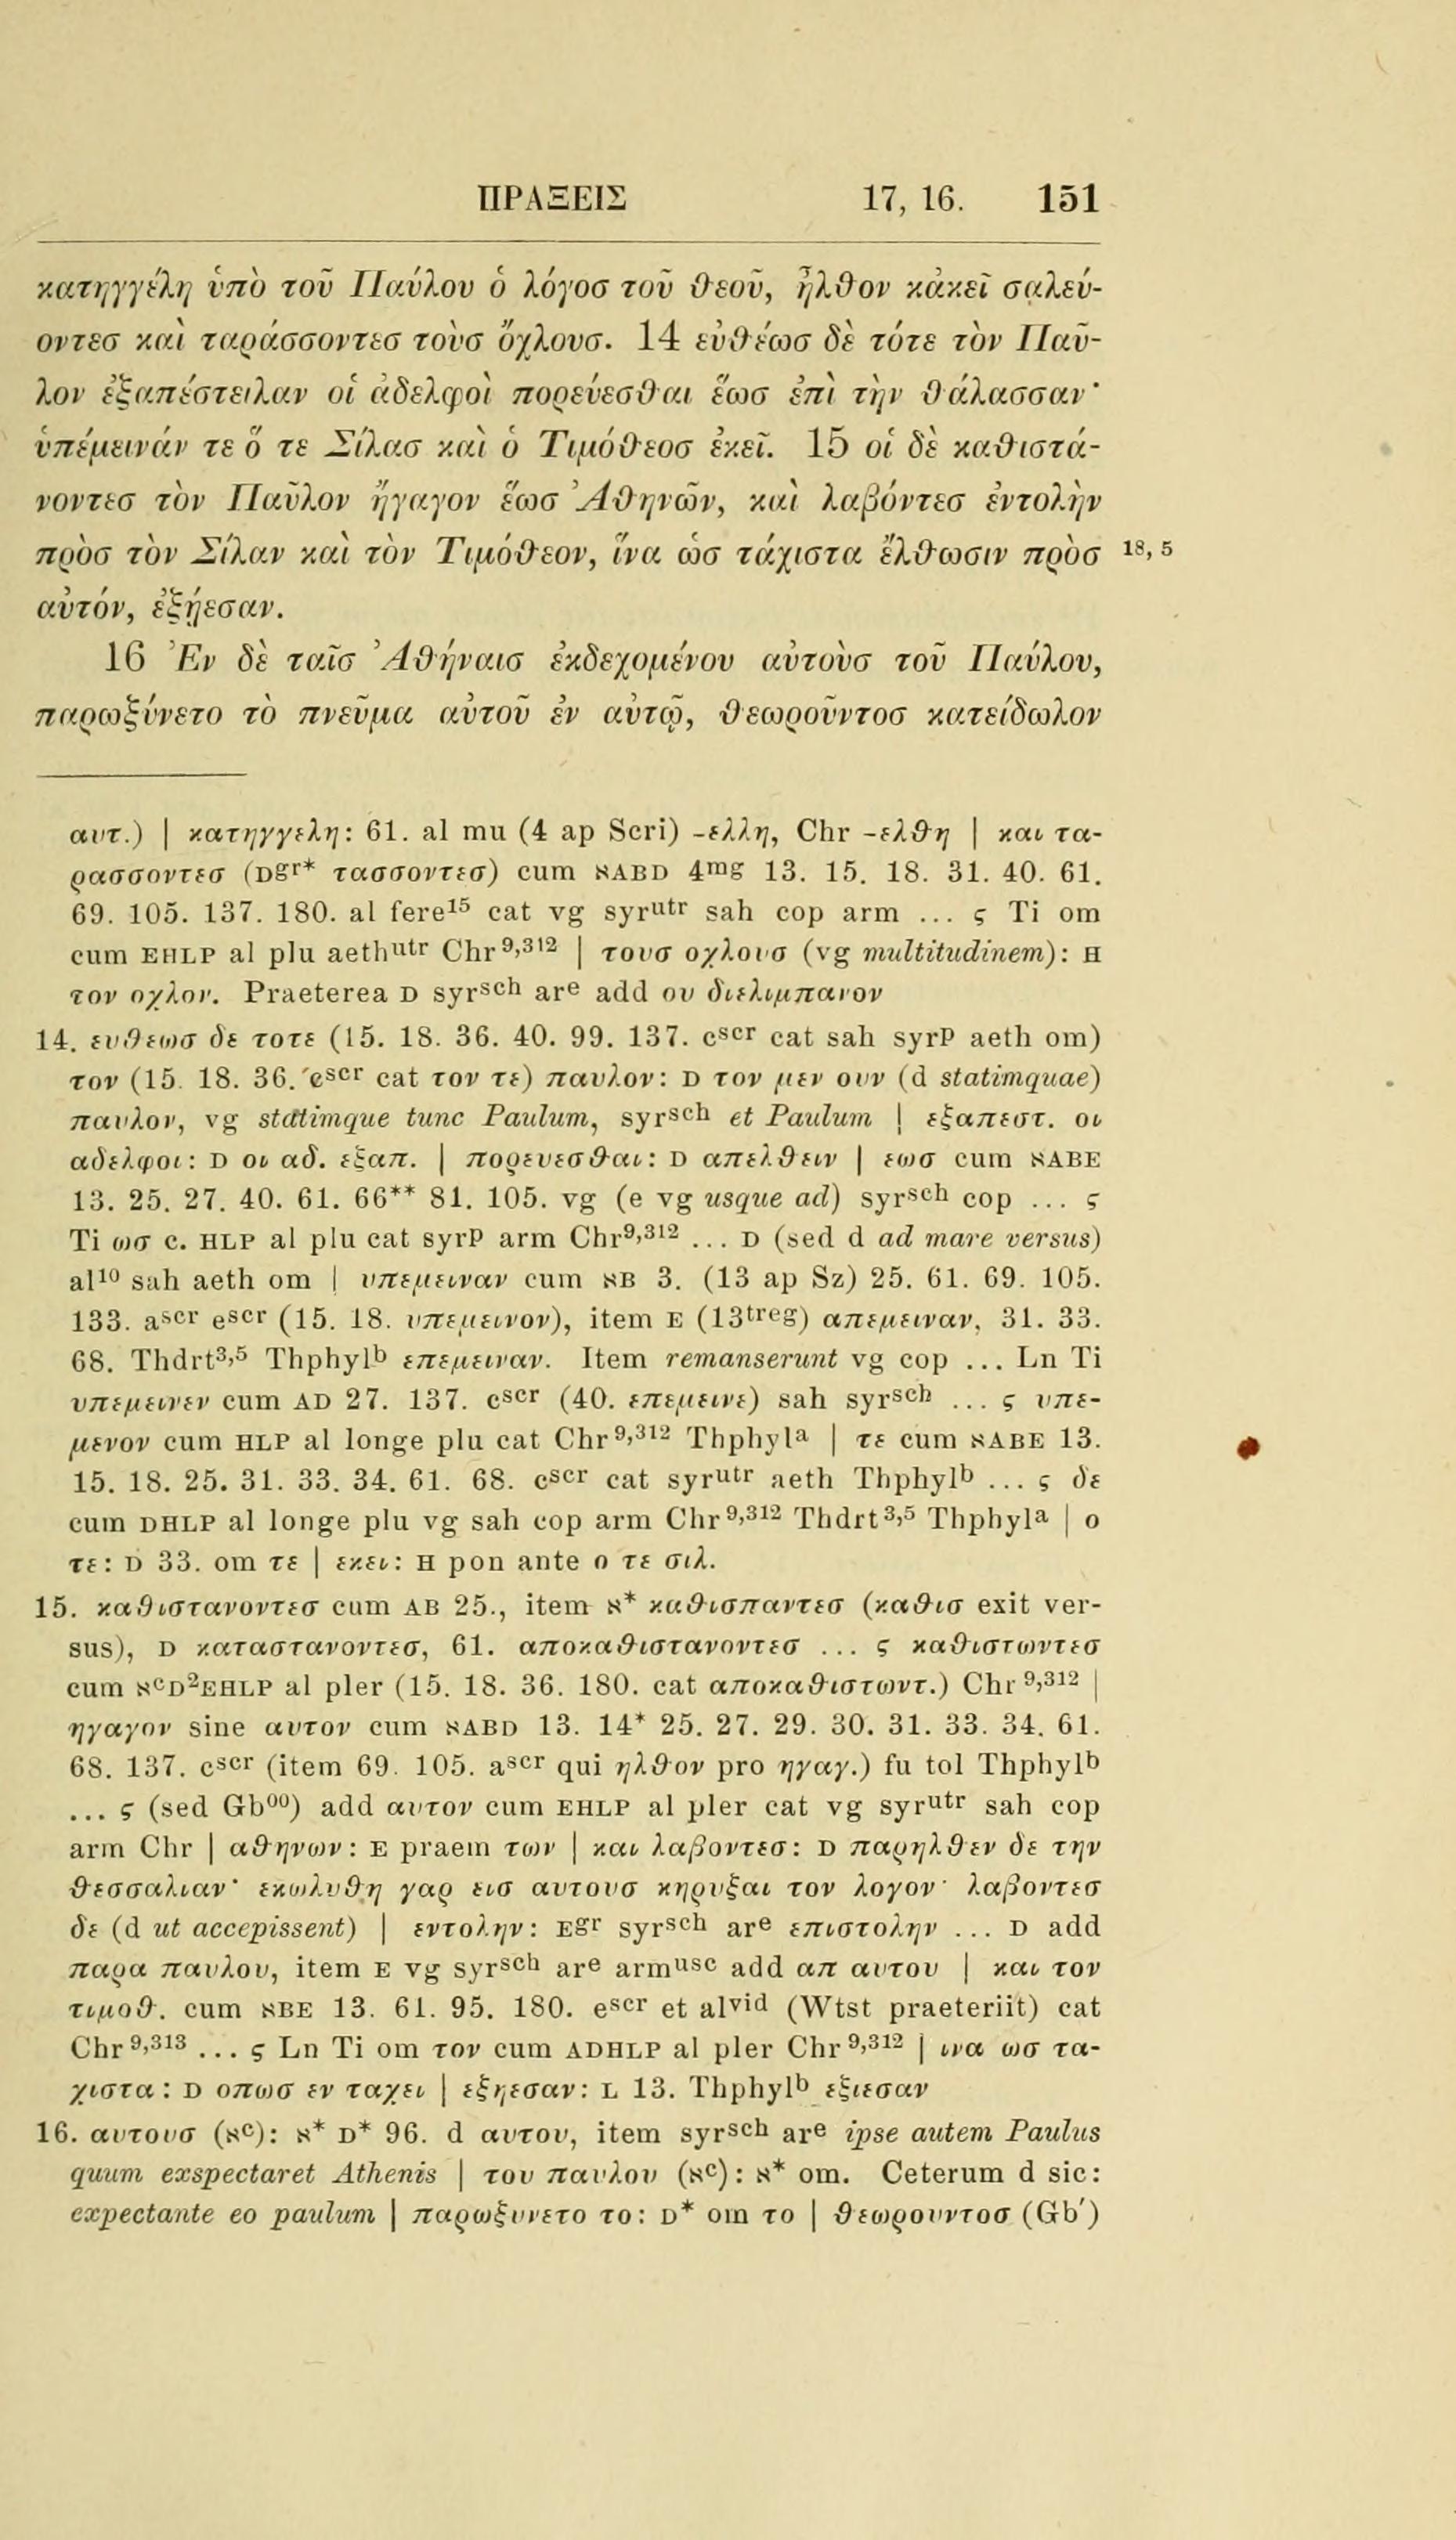 ΠΡΑΞΕΙΣ 17, 16. 151
κατηγγέλη ὑπὸ τοῦ Παύλου ὁ λόγοσ τοῦ θεοῦ, ἦλθον κἀκεῖ σαλεύ-
οντεσ καὶ ταράσσοντεσ τοὺσ ὄχλουσ. 14 εὐθέωσ δὲ τότε τὸν Παῦ-
λον ἐξαπέστειλαν οἱ ἀδελφοὶ πορεύεσθαι ἕωσ ἐπὶ τὴν θάλασσαν·
ὑπέμεινάν τε ὅ τε Σίλασ καὶ ὁ Τιμόθεοσ ἐκεῖ. 15 οἱ δὲ καθιστά-
νοντεσ τὸν Παῦλον ἤγαγον ἕωσ Ἀθηνῶν, καὶ λαβόντεσ ἐντολὴν
πρὸσ τὸν Σίλαν καὶ τὸν Τιμόθεον, ἵνα ὡσ τάχιστα ἔλθωσιν πρὸσ 18, 5
αὐτόν, ἐξῄεσαν.
16 Ἐν δὲ ταῖσ Ἀθήναισ ἐκδεχομένου αὐτοὺσ τοῦ Παύλου,
παρωξύνετο τὸ πνεῦμα αὐτοῦ ἐν αὐτῷ, θεωροῦντοσ κατείδωλον
αυτ.) | κατηγγελη: 61. al mu (4 ap Scri) -ελλη, Chr -ελθη | και τα-
ρασσοντεσ (Dgr* τασσοντεσ) cum ℵABD 4mg 13. 15. 18. 31. 40. 61.
69. 105. 137. 180. al fere15 cat vg syrutr sah cop arm ... ς Ti om
cum EHLP al plu aethutr Chr9,312 | τουσ οχλουσ (vg multitudinem): H
τον οχλον. Praeterea D syrsch are add ου διελιμπανον
14. ευθεωσ δε τοτε (15. 18. 36. 40. 99. 137. cscr cat sah syrp aeth om)
τον (15. 18. 36. escr cat τον τε) παυλον: D τον μεν ουν (d statimquae)
παυλον, vg statimque tunc Paulum, syrsch et Paulum | εξαπεστ. οι
αδελφοι: D οι αδ. εξαπ. | πορευεσθαι: D απελθειν | εωσ cum ℵABE
13. 25. 27. 40. 61. 66** 81. 105. vg (e vg usque ad) syrsch cop ... ς
Ti ωσ c. HLP al plu cat syrp arm Chr9,312 ... D (sed d ad mare versus)
al10 sah aeth om | υπεμειναν cum ℵB 3. (13 ap Sz) 25. 61. 69. 105.
133. ascr escr (15. 18. υπεμεινον), item E (13treg) απεμειναν, 31. 33.
68. Thdrt3,5 Thphylb επεμειναν. Item remanserunt vg cop ... Ln Ti
υπεμεινεν cum AD 27. 137. cscr (40. επεμεινε) sah syrsch ... ς υπε-
μενον cum HLP al longe plu cat Chr9,312 Thphyla | τε cum ℵABE 13.
15. 18. 25. 31. 33. 34. 61. 68. cscr cat syrutr aeth Thphylb ... ς δε
cum DHLP al longe plu vg sah cop arm Chr9,312 Thdrt3,5 Thphyla | ο
τε: D 33. om τε | εκει: H pon ante ο τε σιλ.
15. καθιστανοντεσ cum AB 25., item ℵ* καθισπαντεσ (καθισ exit ver-
sus), D καταστανοντεσ, 61. αποκαθιστανοντεσ ... ς καθιστωντεσ
cum ℵcD2EHLP al pler (15. 18. 36. 180. cat αποκαθιστωντ.) Chr9,312 |
ηγαγον sine αυτον cum ℵABD 13. 14* 25. 27. 29. 30. 31. 33. 34. 61.
68. 137. cscr (item 69. 105. ascr qui ηλθον pro ηγαγ.) fu tol Thphylb
... ς (sed Gb00) add αυτον cum EHLP al pler cat vg syrutr sah cop
arm Chr | αθηνων: E praem των | και λαβοντεσ: D παρηλθεν δε την
θεσσαλιαν· εκωλυθη γαρ εισ αυτουσ κηρυξαι τον λογον· λαβοντεσ
δε (d ut accepissent) | εντολην: Egr syrsch are επιστολην ... D add
παρα παυλου, item E vg syrsch are armusc add απ αυτου | και τον
τιμοθ. cum ℵBE 13. 61. 95. 180. escr et alvid (Wtst praeteriit) cat
Chr9,313 ... ς Ln Ti om τον cum ADHLP al pler Chr9,312 | ινα ωσ τα-
χιστα: D οπωσ εν ταχει | εξηεσαν: L 13. Thphylb εξιεσαν
16. αυτουσ (ℵc): ℵ* D* 96. d αυτου, item syrsch are ipse autem Paulus
quum exspectaret Athenis | του παυλου (ℵc): ℵ* om. Ceterum d sic:
expectante eo paulum | παρωξυνετο το: D* om το | θεωρουντοσ (Gb′)